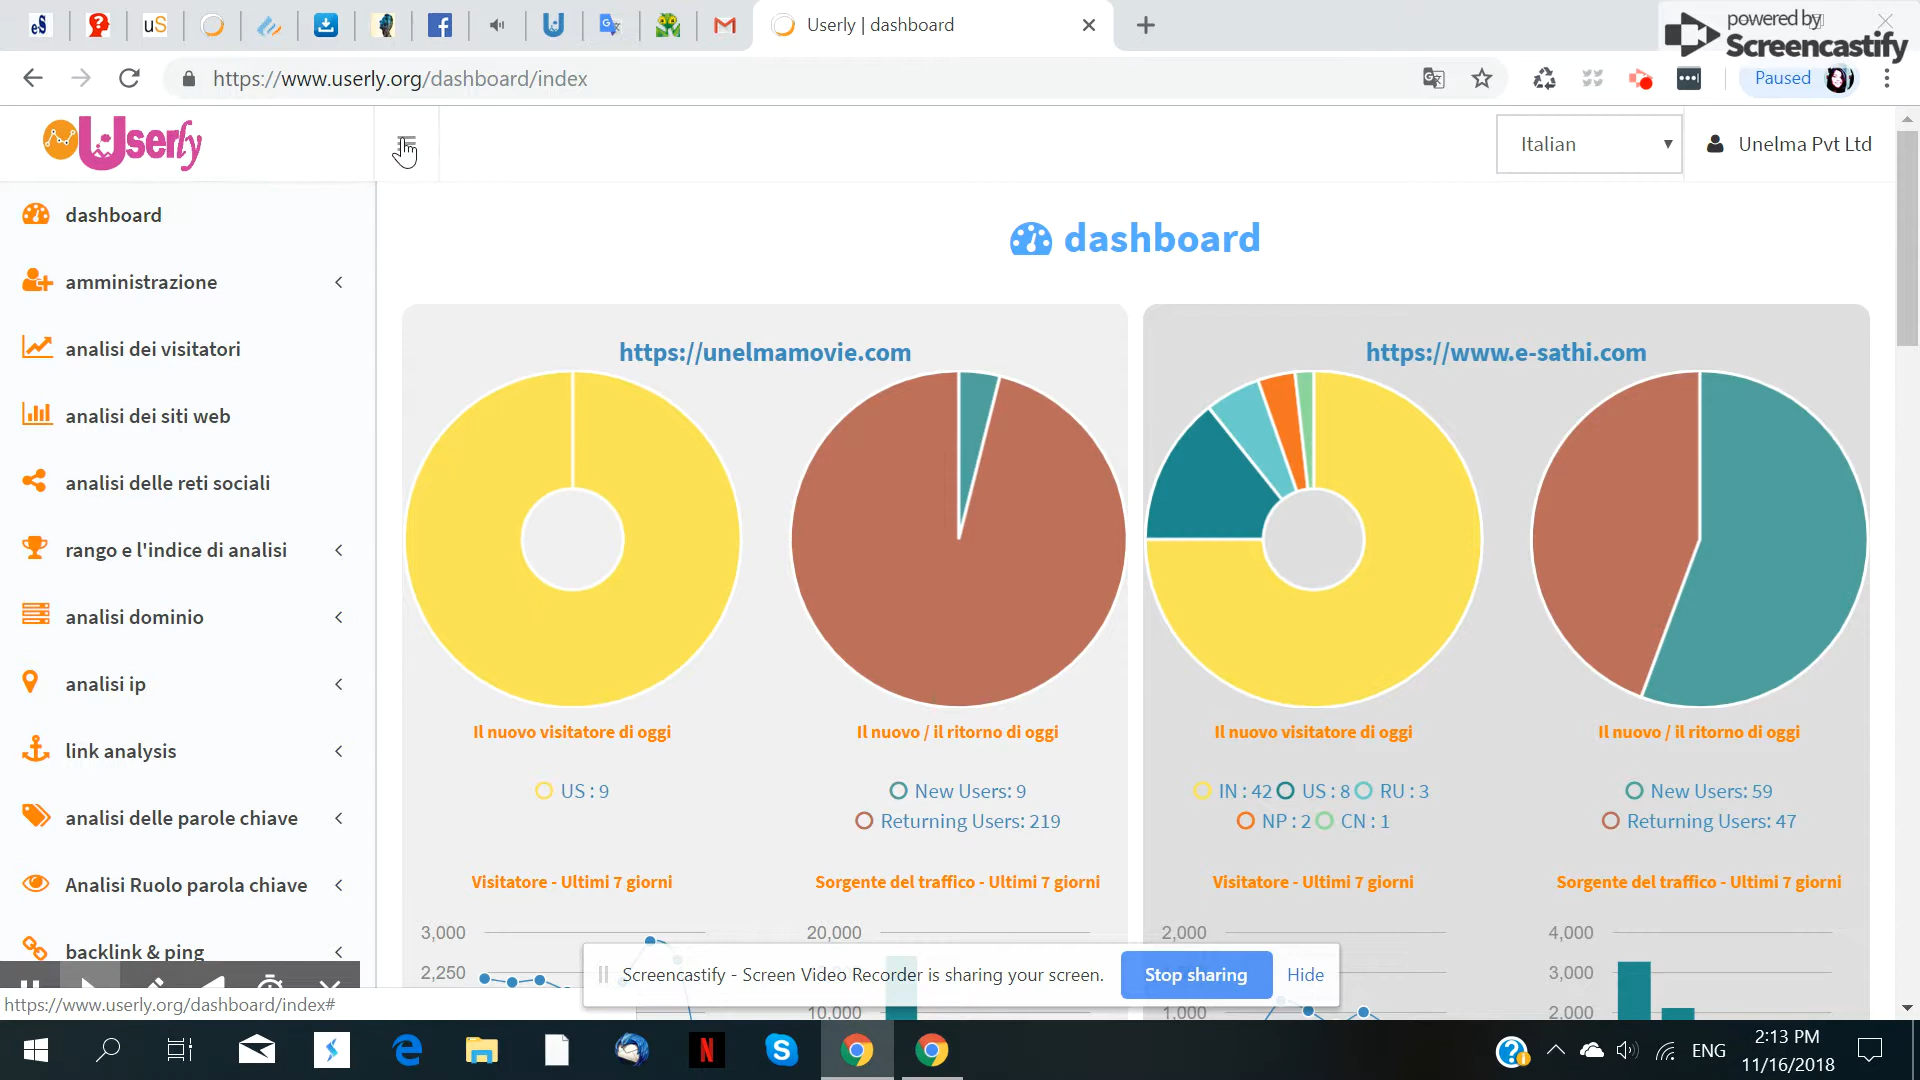 eS
uS
Userly | dashboard
powered by
Screencastify
https://www.userly.org/dashboard/index
Paused
Userly
Italian
Unelma Pvt Ltd
dashboard
amministrazione
analisi dei visitatori
analisi dei siti web
analisi delle reti sociali
rango e l'indice di analisi
analisi dominio
analisi ip
link analysis
analisi delle parole chiave
Analisi Ruolo parola chiave
backlink & ping
dashboard
https://unelmamovie.com
Il nuovo visitatore di oggi
Il nuovo / il ritorno di oggi
US : 9
New Users: 9
Returning Users: 219
Visitatore - Ultimi 7 giorni
Sorgente del traffico - Ultimi 7 giorni
3,000
2,250
20,000
10,000
https://www.e-sathi.com
Il nuovo visitatore di oggi
Il nuovo / il ritorno di oggi
IN : 42 US : 8 RU : 3
NP : 2 CN : 1
New Users: 59
Returning Users: 47
Visitatore - Ultimi 7 giorni
Sorgente del traffico - Ultimi 7 giorni
2,000
1,000
4,000
3,000
2,000
Screencastify - Screen Video Recorder is sharing your screen.
Stop sharing
Hide
https://www.userly.org/dashboard/index#
ENG
2:13 PM
11/16/2018